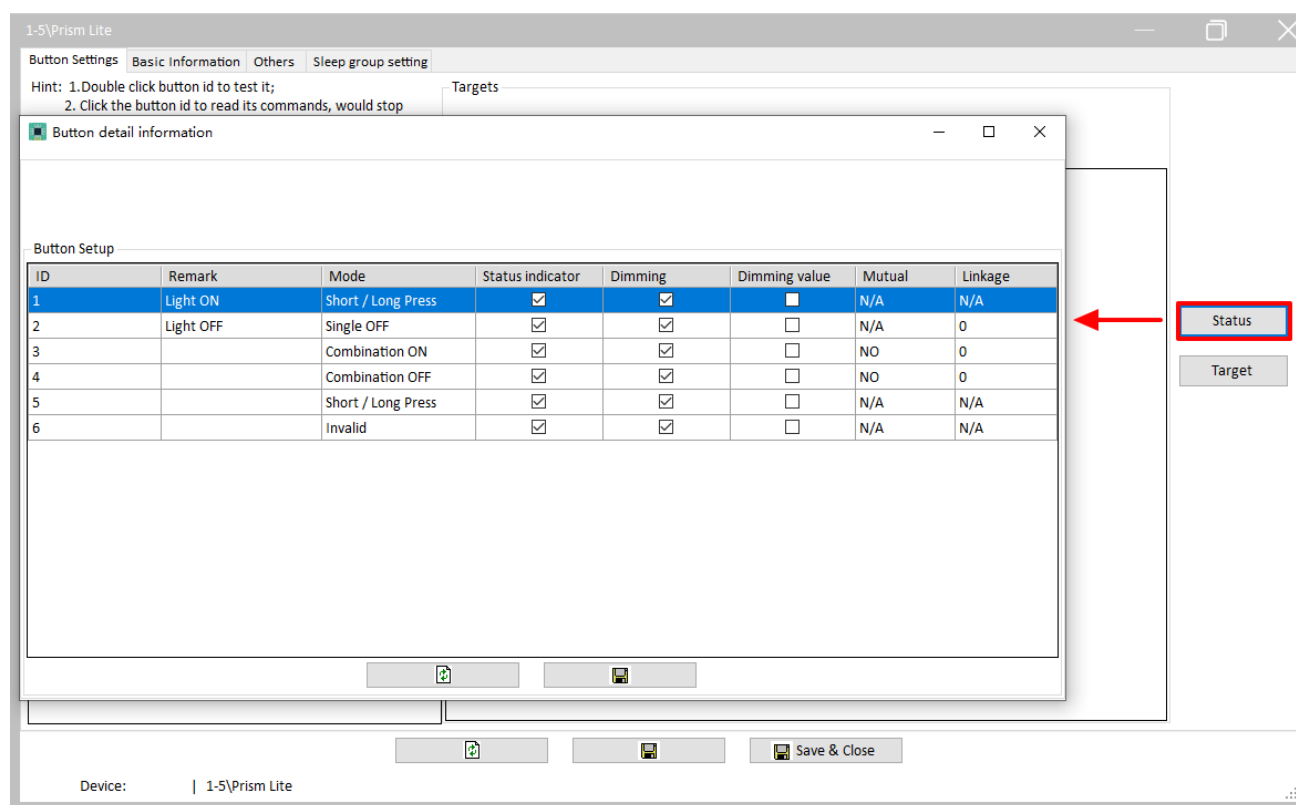 1-5\Prism Lite
Button Settings Basic Information Others Sleep group setting
Hint: 1.Double click button id to test it;
2. Click the button id to read its commands, would stop
Targets
Button detail information
Button Setup
ID Remark Mode Status indicator Dimming Dimming value Mutual Linkage
1 Light ON Short / Long Press N/A N/A
2 Light OFF Single OFF N/A 0
3 Combination ON NO 0
4 Combination OFF NO 0
5 Short / Long Press N/A N/A
6 Invalid N/A N/A
Status
Target
Save & Close
Device: | 1-5\Prism Lite